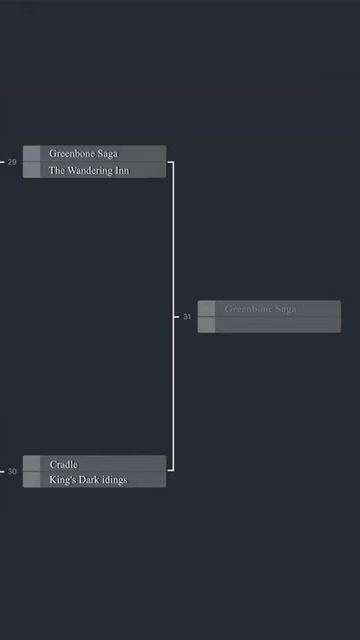 Greenbone Saga
29
The Wandering Inn
Greenbone Saga
31
Cradle
30
King's Dark idings